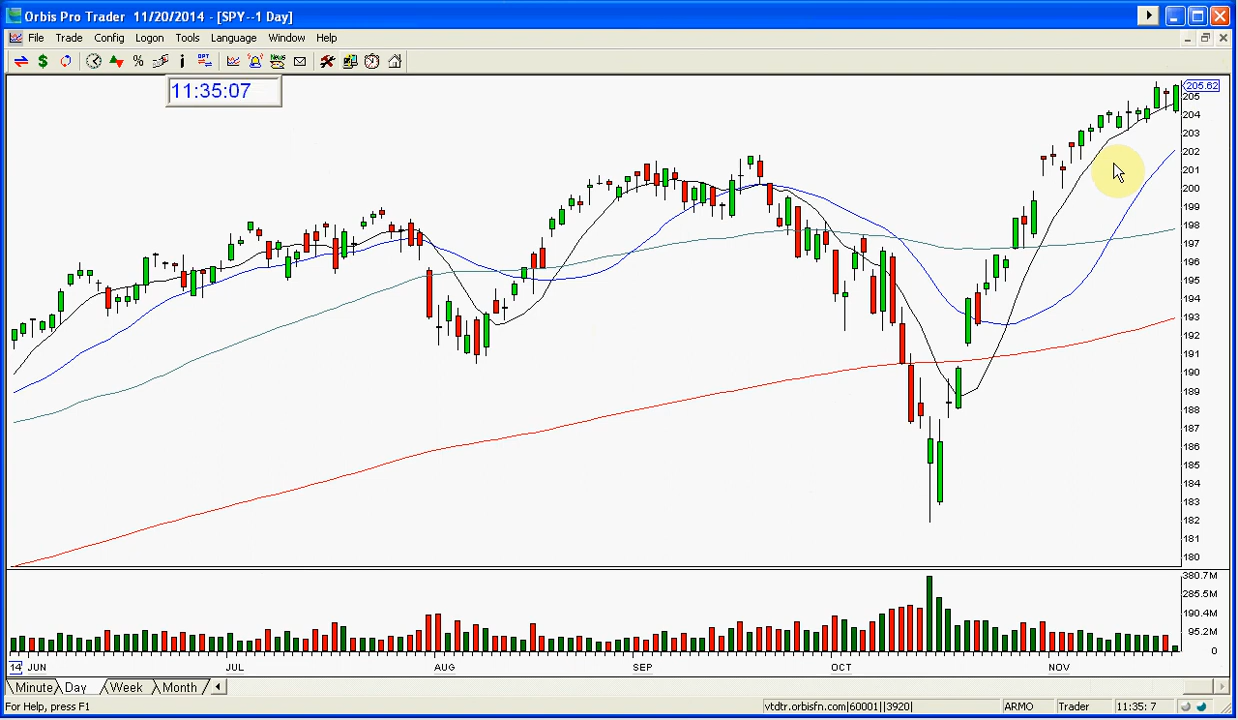 Orbis Pro Trader 11/20/2014 - [SPY--1 Day]
File Trade Config Logon Tools Language Window Help
$ % i OPT News
11:35:07
205.62
205
204
203
202
201
200
199
198
197
196
195
194
193
192
191
190
189
188
187
186
185
184
183
182
181
180
380.7M
285.5M
190.4M
95.2M
0
14 JUN JUL AUG SEP OCT NOV
Minute Day Week Month
For Help, press F1 vtdtr.orbisfn.com|60001||3920| ARMO Trader 11:35: 7